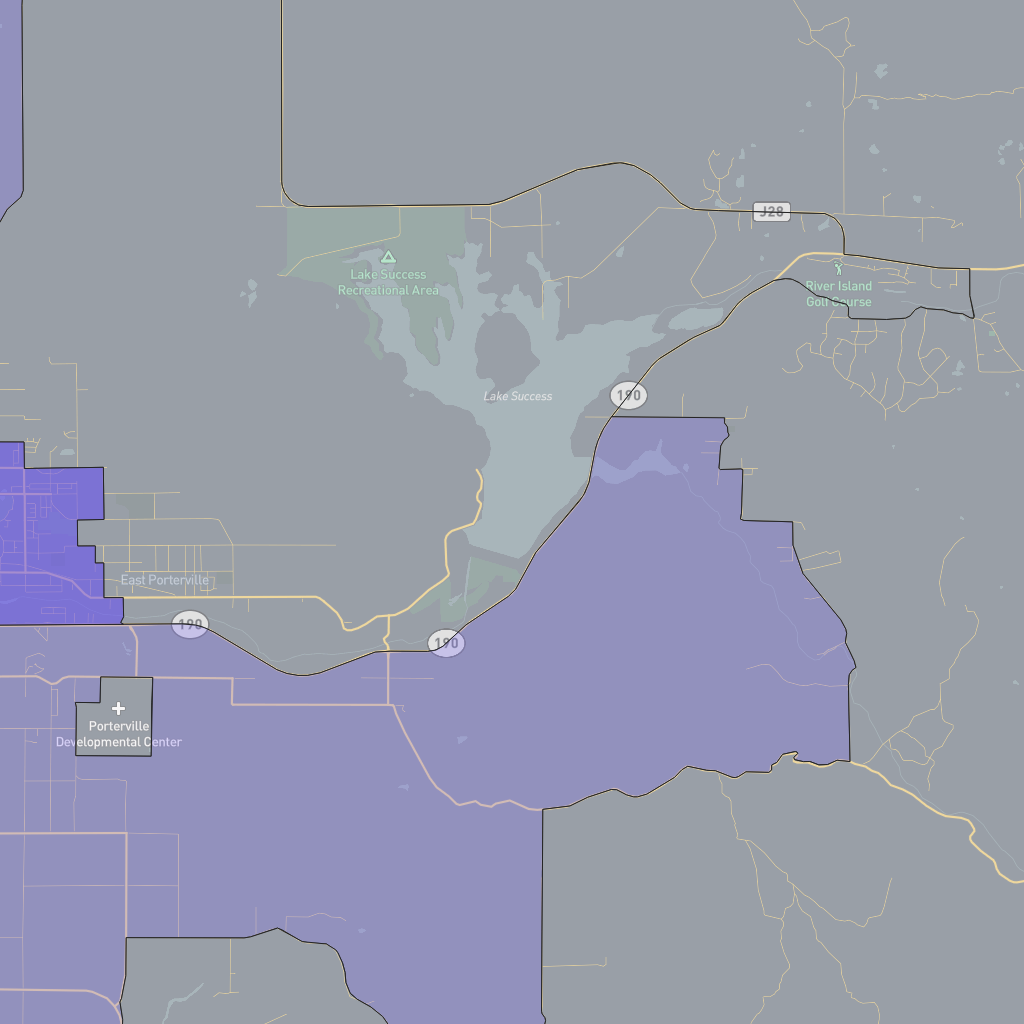 J28
Lake Success
Recreational Area
River Island
Golf Course
190
Lake Success
East Porterville
190
190
Porterville
Developmental Center